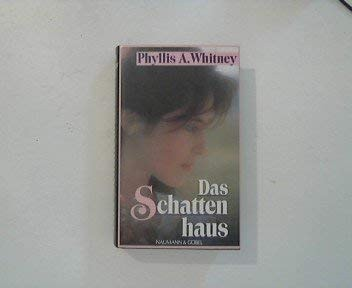 Phyllis A. Whitney
Das
Schatten
haus
NAUMANN & GÖBEL